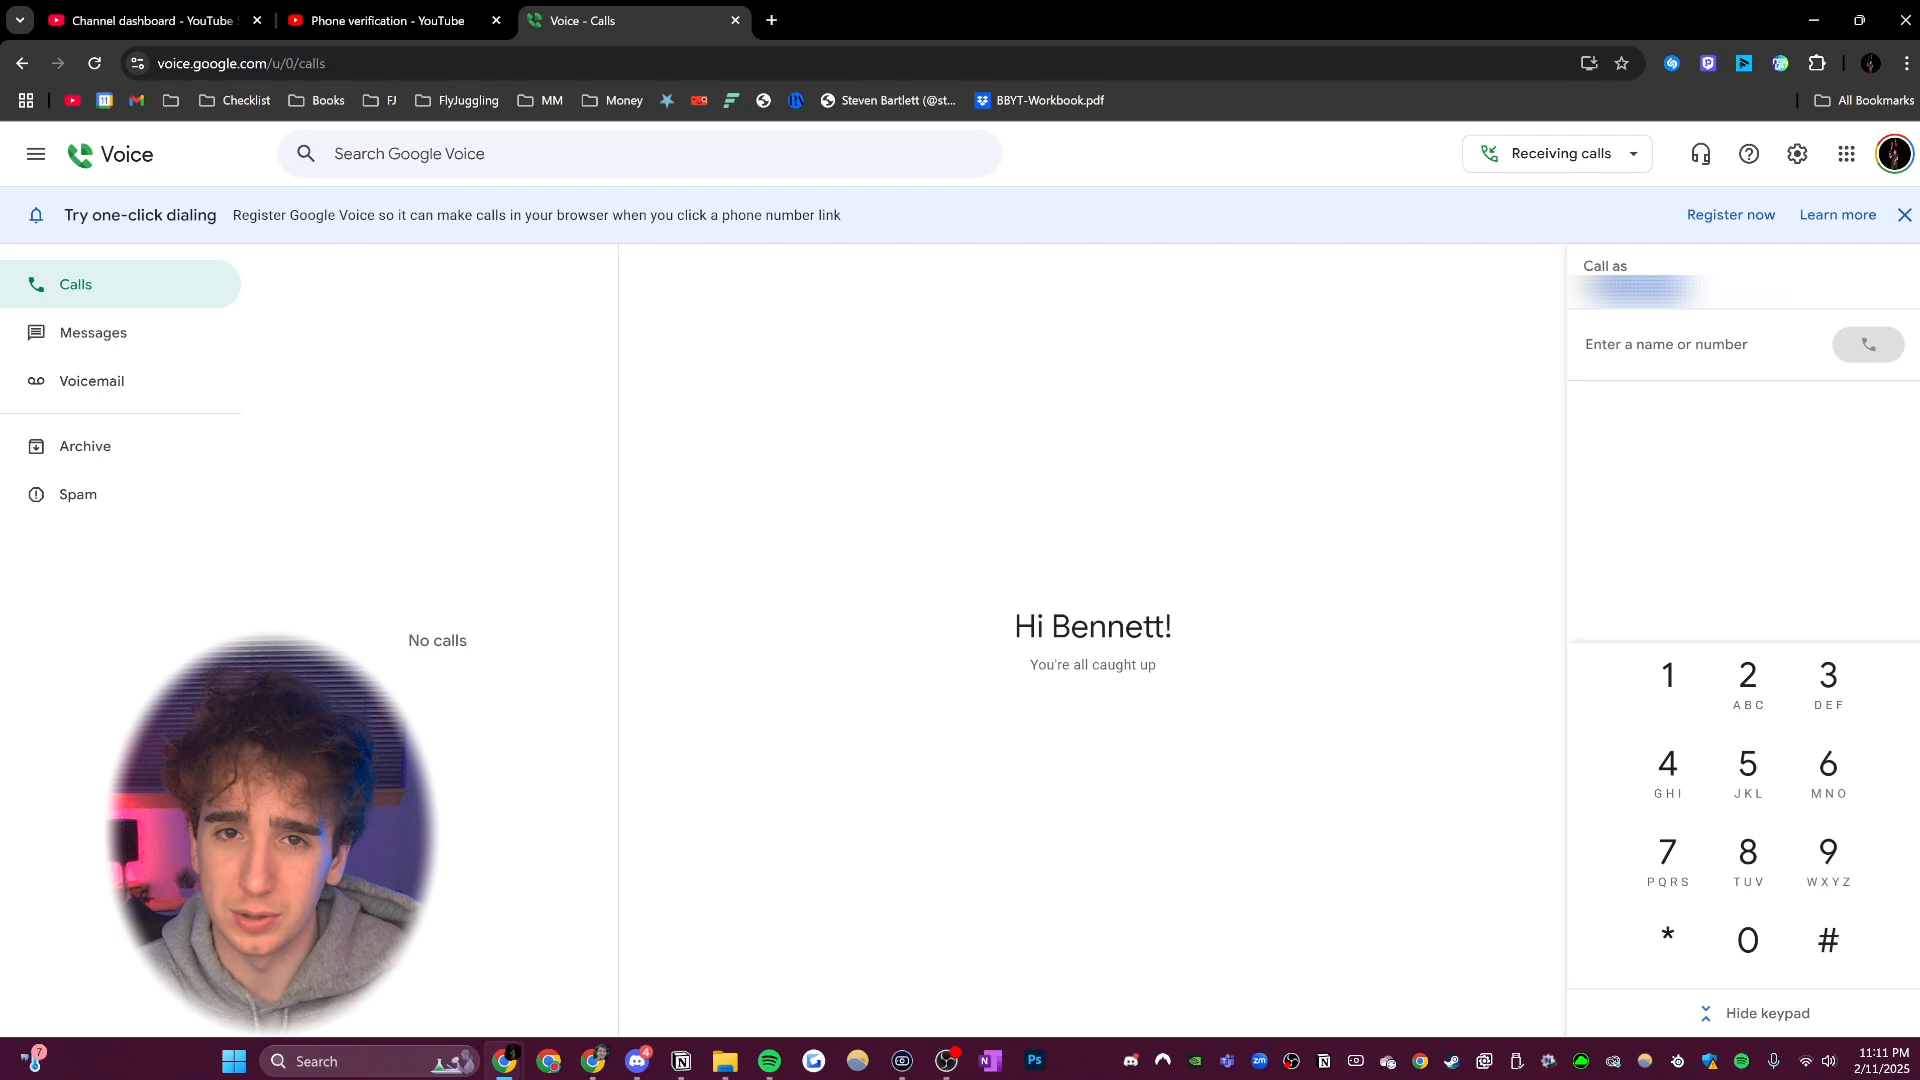 Channel dashboard - YouTube S
Phone verification - YouTube
Voice - Calls
voice.google.com/u/0/calls
11
Checklist
Books
FJ
FlyJuggling
MM
Money
Steven Bartlett (@st...
BBYT-Workbook.pdf
All Bookmarks
Voice
Search Google Voice
Receiving calls
Try one-click dialing
Register Google Voice so it can make calls in your browser when you click a phone number link
Register now
Learn more
Calls
Messages
Voicemail
Archive
Spam
No calls
Hi Bennett!
You're all caught up
Call as
Enter a name or number
1
2
3
ABC
DEF
4
5
6
GHI
JKL
MNO
7
8
9
PQRS
TUV
WXYZ
*
0
#
Hide keypad
7
Search
4
Ps
zm
11:11 PM
2/11/2025